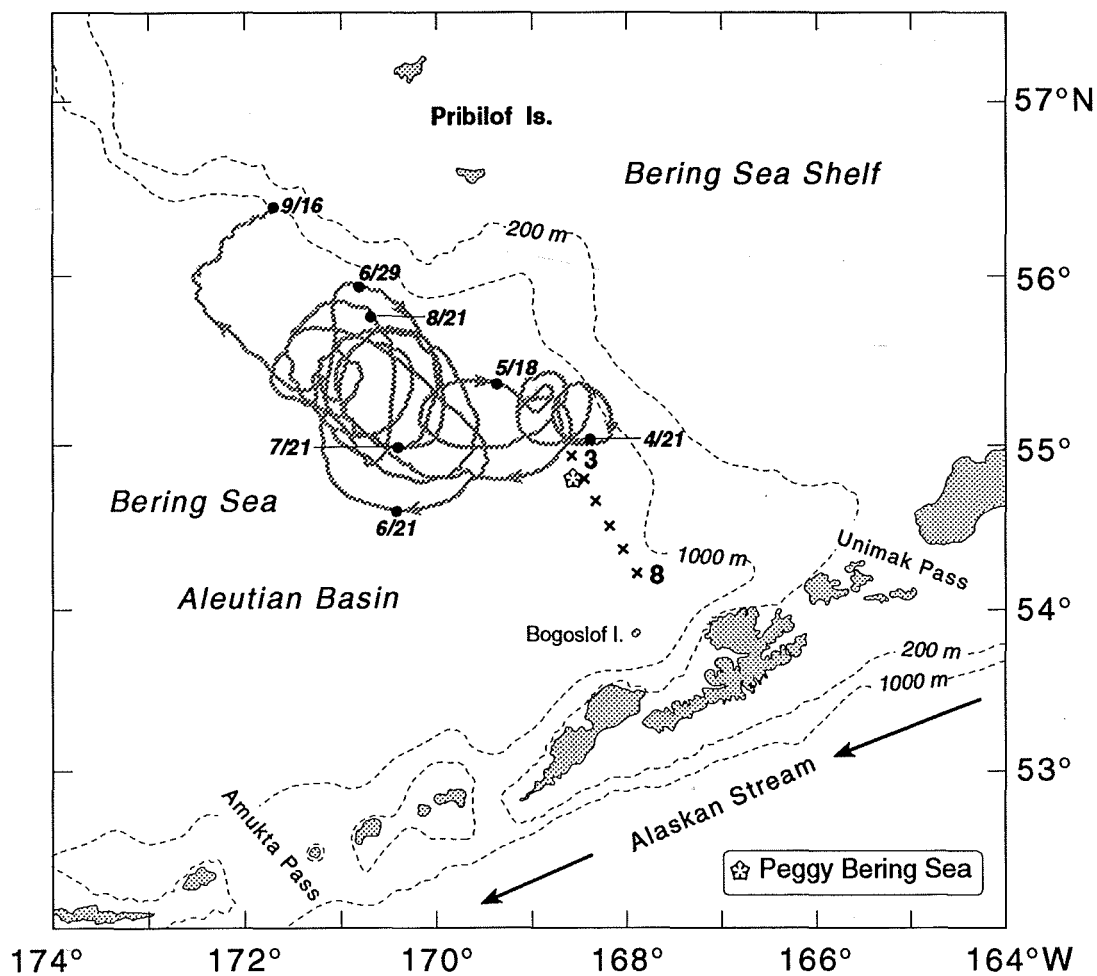 57°N
Pribilof Is.
Bering Sea Shelf
9/16
200 m
6/29
56°
8/21
5/18
7/21
4/21
55°
3
Bering Sea
6/21
1000 m
Unimak Pass
8
Aleutian Basin
54°
Bogoslof I.
200 m
1000 m
53°
Alaskan Stream
Amukta Pass
Peggy Bering Sea
174°
172°
170°
168°
166°
164°W